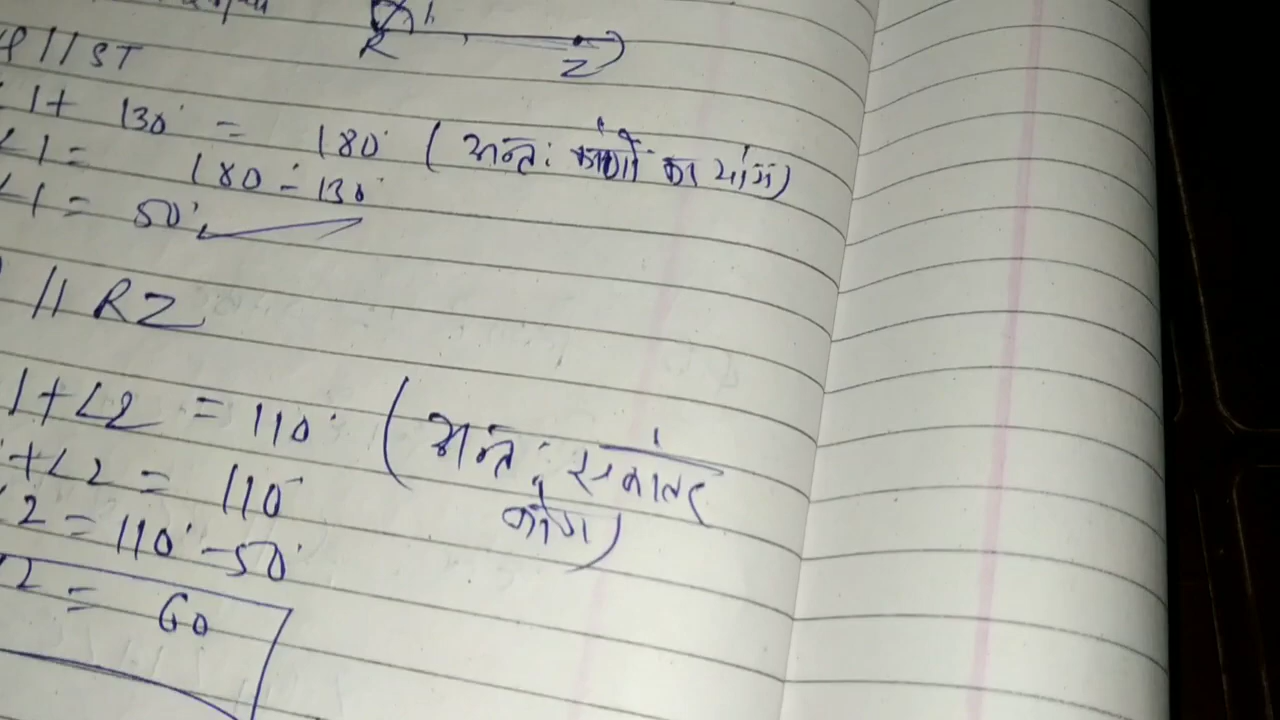 R
Z
// ST
∠1 + 130° = 180° ( अन्तः कोणों का योग)
∠1 = 180 - 130°
∠1 = 50°
// RZ
1 + ∠2 = 110° (अन्तः एकान्तर कोण)
+ ∠2 = 110°
∠2 = 110° - 50°
2 = 60